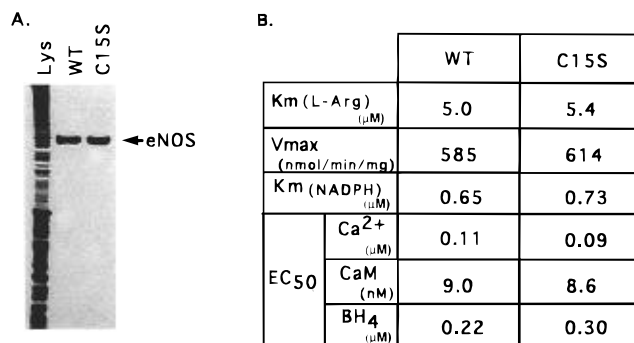 A.
Lys
WT
C15S
eNOS
B.
WT C15S
Km (L-Arg) (µM) 5.0 5.4
Vmax (nmol/min/mg) 585 614
Km (NADPH) (µM) 0.65 0.73
EC50
Ca2+ (µM) 0.11 0.09
CaM (nM) 9.0 8.6
BH4 (µM) 0.22 0.30